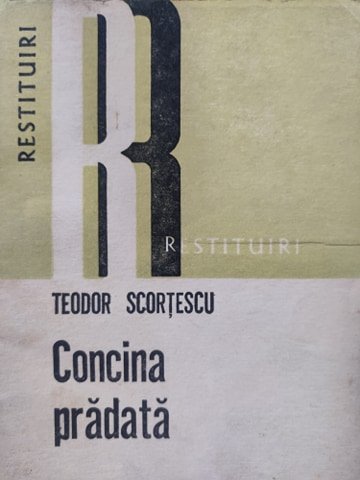 RESTITUIRI
R
RESTITUIRI
TEODOR SCORȚESCU
Concina
prădată